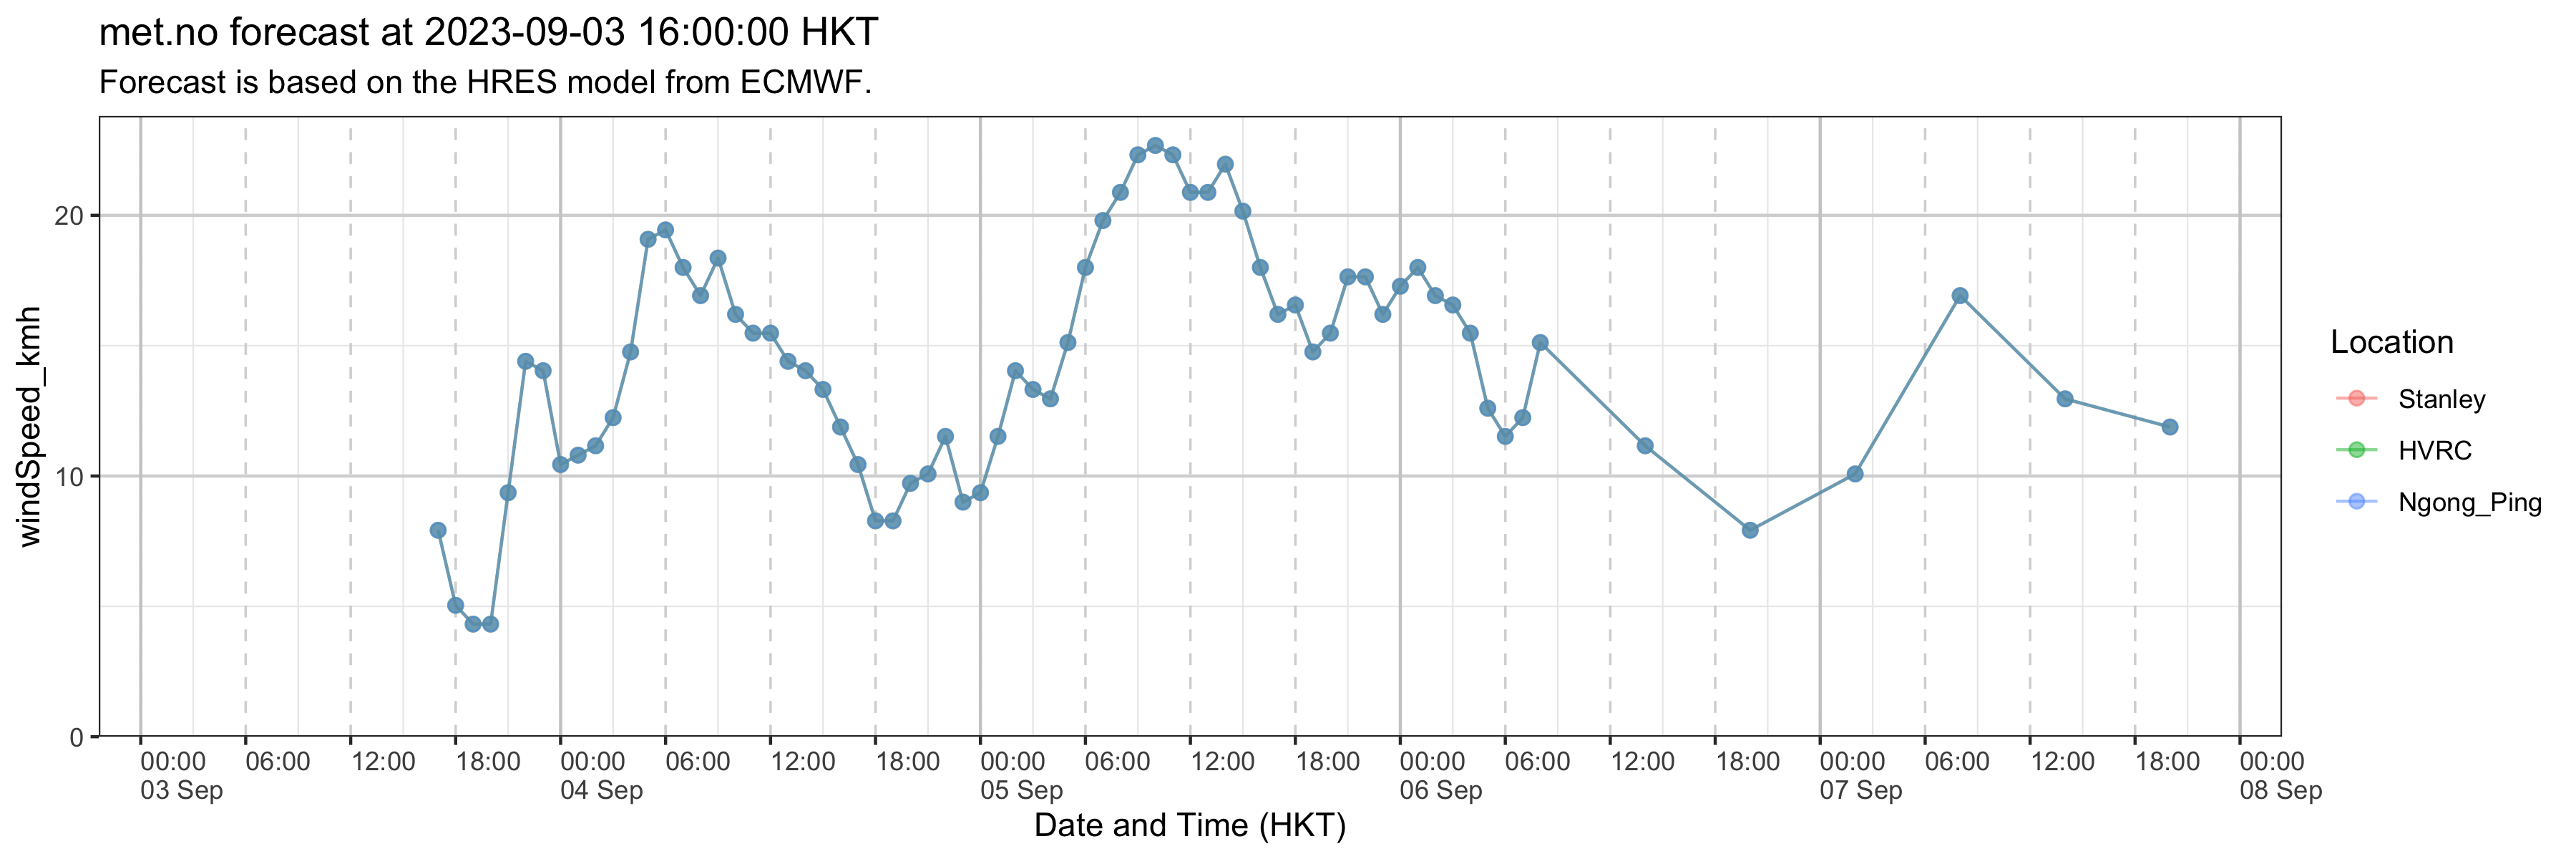 met.no forecast at 2023-09-03 16:00:00 HKT
Forecast is based on the HRES model from ECMWF.
windSpeed_kmh
20
10
0
00:00 06:00 12:00 18:00 00:00 06:00 12:00 18:00 00:00 06:00 12:00 18:00 00:00 06:00 12:00 18:00 00:00 06:00 12:00 18:00 00:00
03 Sep 04 Sep 05 Sep 06 Sep 07 Sep 08 Sep
Date and Time (HKT)
Location
Stanley
HVRC
Ngong_Ping